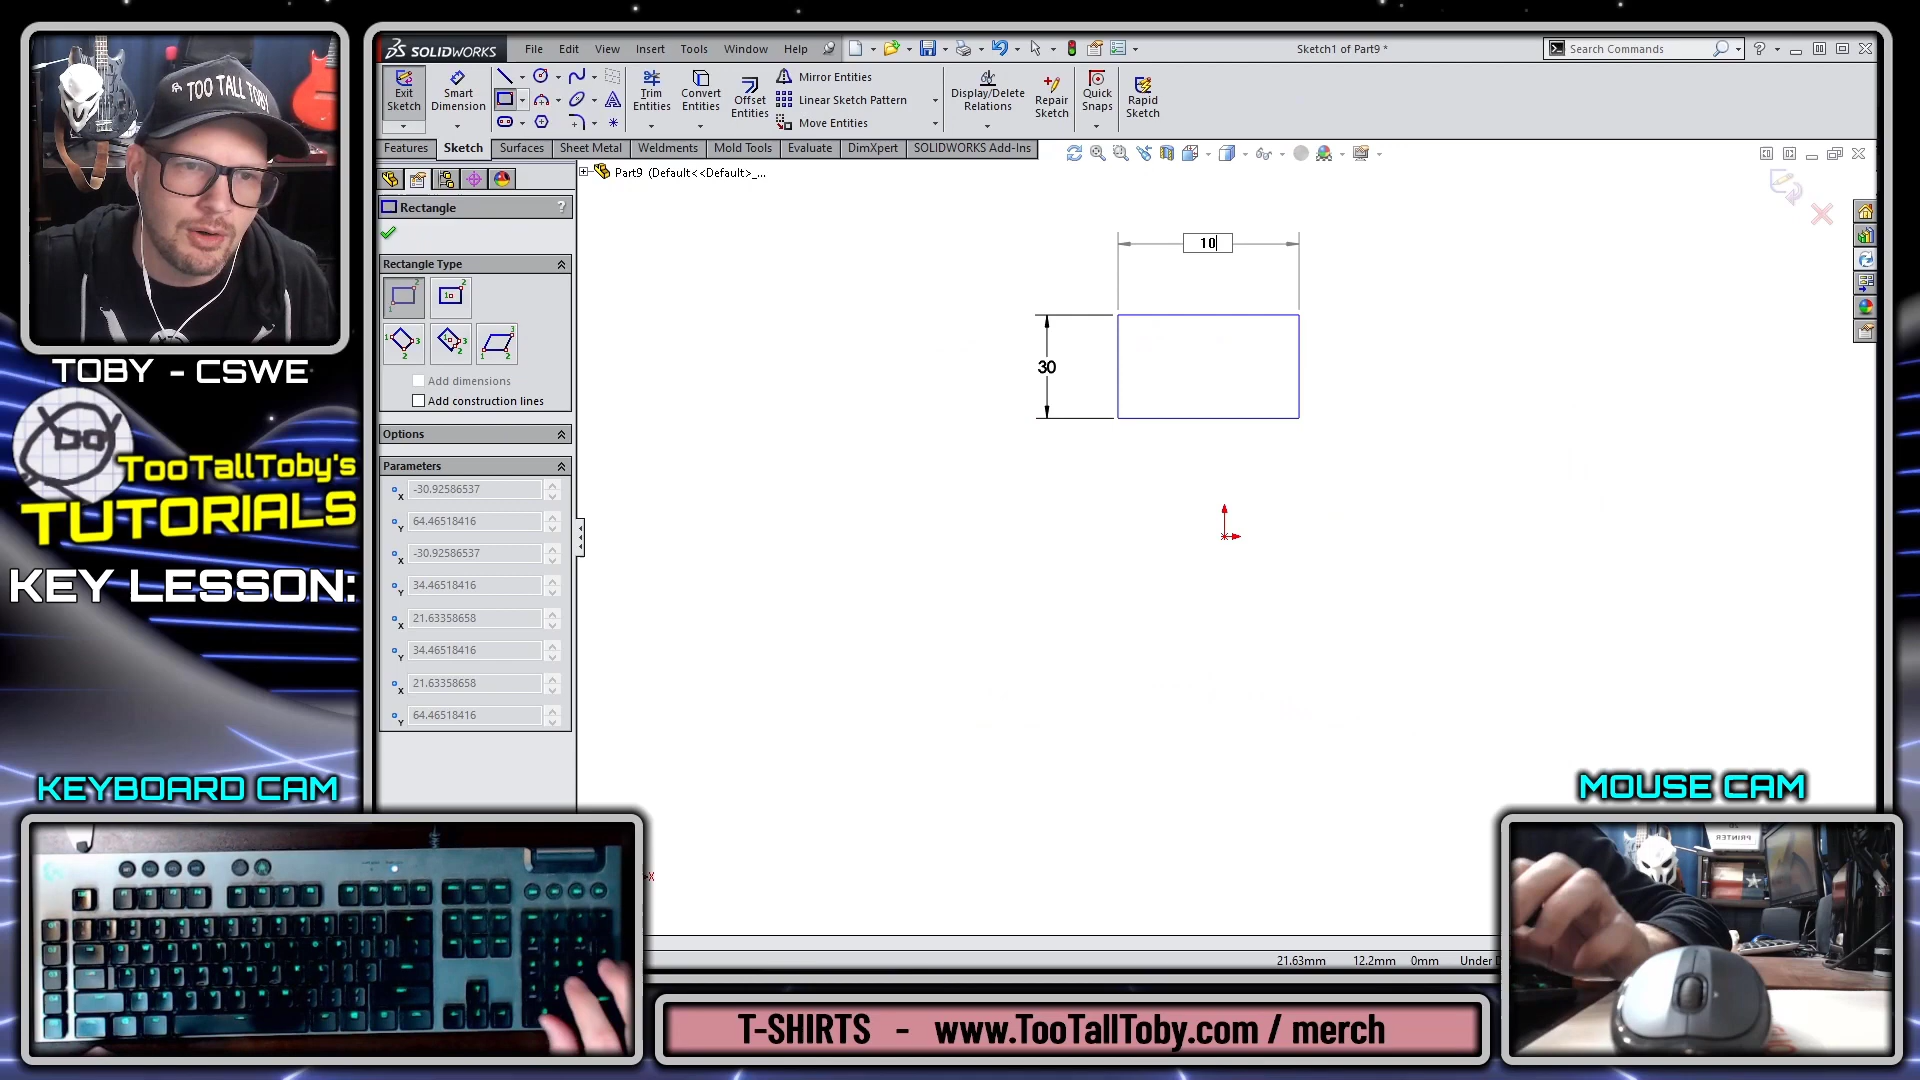 TOO TALL TOBY
TOBY - CSWE
TooTallToby's
TUTORIALS
KEY LESSON:
KEYBOARD CAM
SOLIDWORKS
File Edit View Insert Tools Window Help
Sketch1 of Part9 *
Search Commands
Exit Sketch
Smart Dimension
Trim Entities
Convert Entities
Offset Entities
Mirror Entities
Linear Sketch Pattern
Move Entities
Display/Delete Relations
Repair Sketch
Quick Snaps
Rapid Sketch
Features Sketch Surfaces Sheet Metal Weldments Mold Tools Evaluate DimXpert SOLIDWORKS Add-Ins
Part9 (Default<<Default>_...
Rectangle ?
Rectangle Type
Add dimensions
Add construction lines
Options
Parameters
-30.92586537
64.46518416
-30.92586537
34.46518416
21.63358658
34.46518416
21.63358658
64.46518416
10
30
X
21.63mm 12.2mm 0mm Under D
MOUSE CAM
PRINTER
T-SHIRTS - www.TooTallToby.com / merch